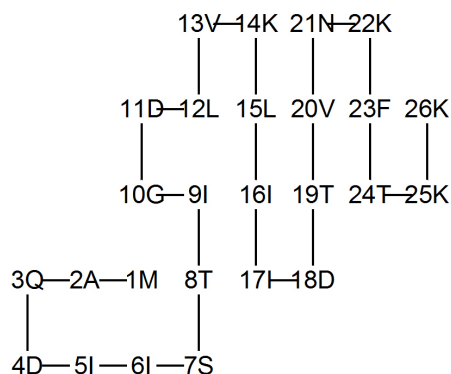 13V 14K 21N 22K
11D 12L 15L 20V 23F 26K
10G 9I 16I 19T 24T 25K
3Q 2A 1M 8T 17I 18D
4D 5I 6I 7S